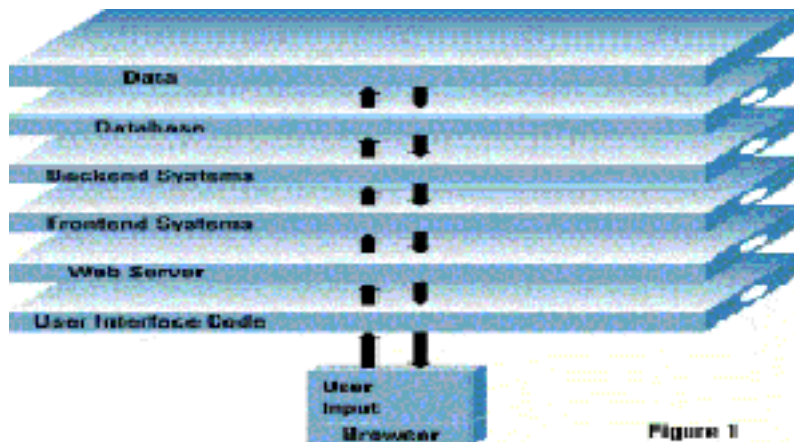 Data
Database
Backend Systems
Frontend Systems
Web Server
User Interface Code
User
Input
Browser
Figure 1